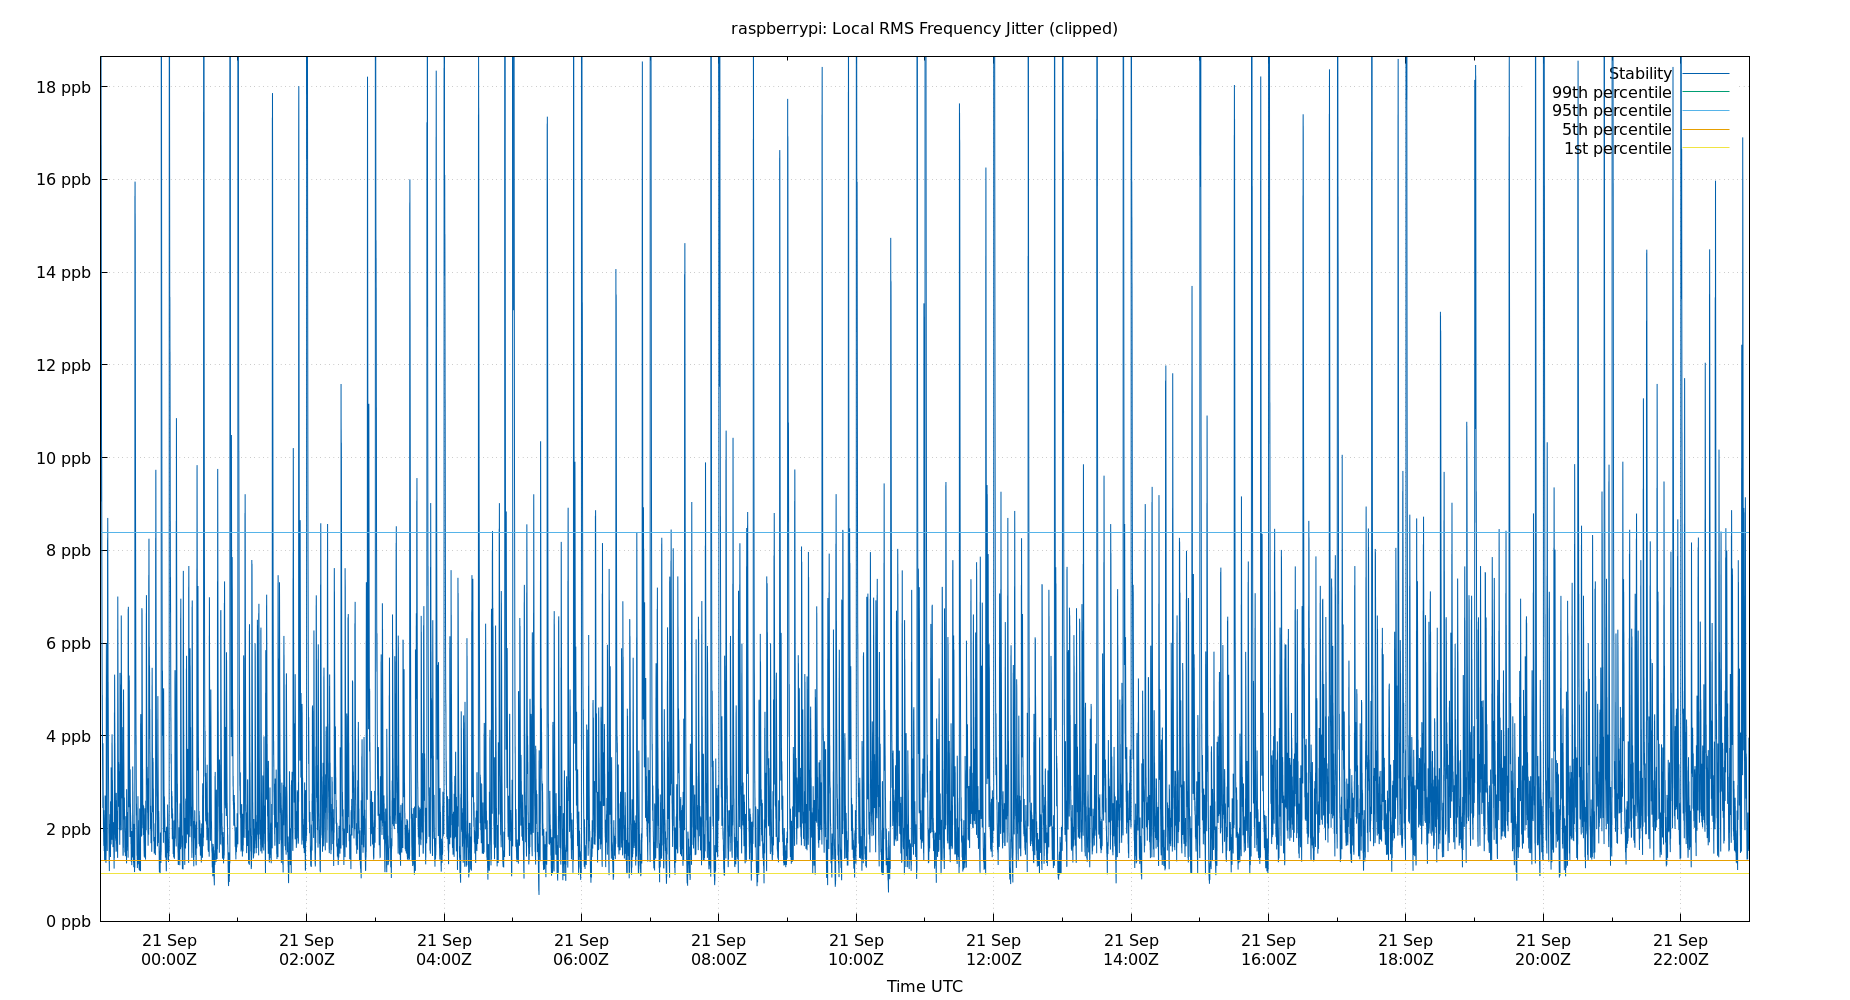 raspberrypi: Local RMS Frequency Jitter (clipped)
Stability
99th percentile
95th percentile
5th percentile
1st percentile
18 ppb
16 ppb
14 ppb
12 ppb
10 ppb
8 ppb
6 ppb
4 ppb
2 ppb
0 ppb
21 Sep 21 Sep 21 Sep 21 Sep 21 Sep 21 Sep 21 Sep 21 Sep 21 Sep 21 Sep 21 Sep 21 Sep
00:00Z 02:00Z 04:00Z 06:00Z 08:00Z 10:00Z 12:00Z 14:00Z 16:00Z 18:00Z 20:00Z 22:00Z
Time UTC